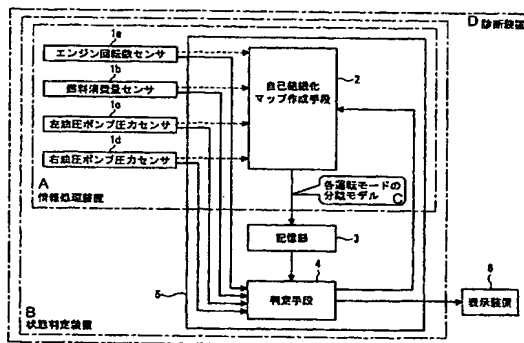 D 診断装置
1a
エンジン回転数センサ
1b
燃料消費量センサ
1c
左油圧ポンプ圧力センサ
1d
右油圧ポンプ圧力センサ
2
自己組織化
マップ作成手段
A
情報処理装置
各運転モードの
分散モデル C
3
記憶部
4
判定手段
5
6
表示装置
B
状態判定装置